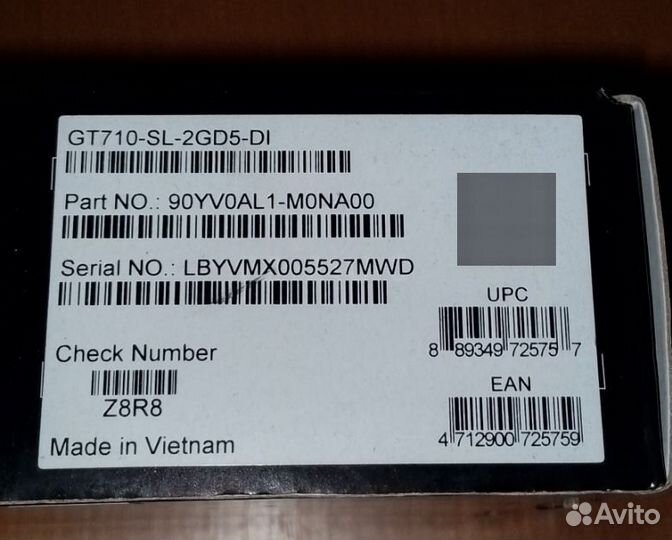 GT710-SL-2GD5-DI
Part NO.: 90YV0AL1-M0NA00
Serial NO.: LBYVMX005527MWD
UPC
8 89349 72575 7
Check Number
Z8R8
EAN
4 712900 725759
Made in Vietnam
Avito